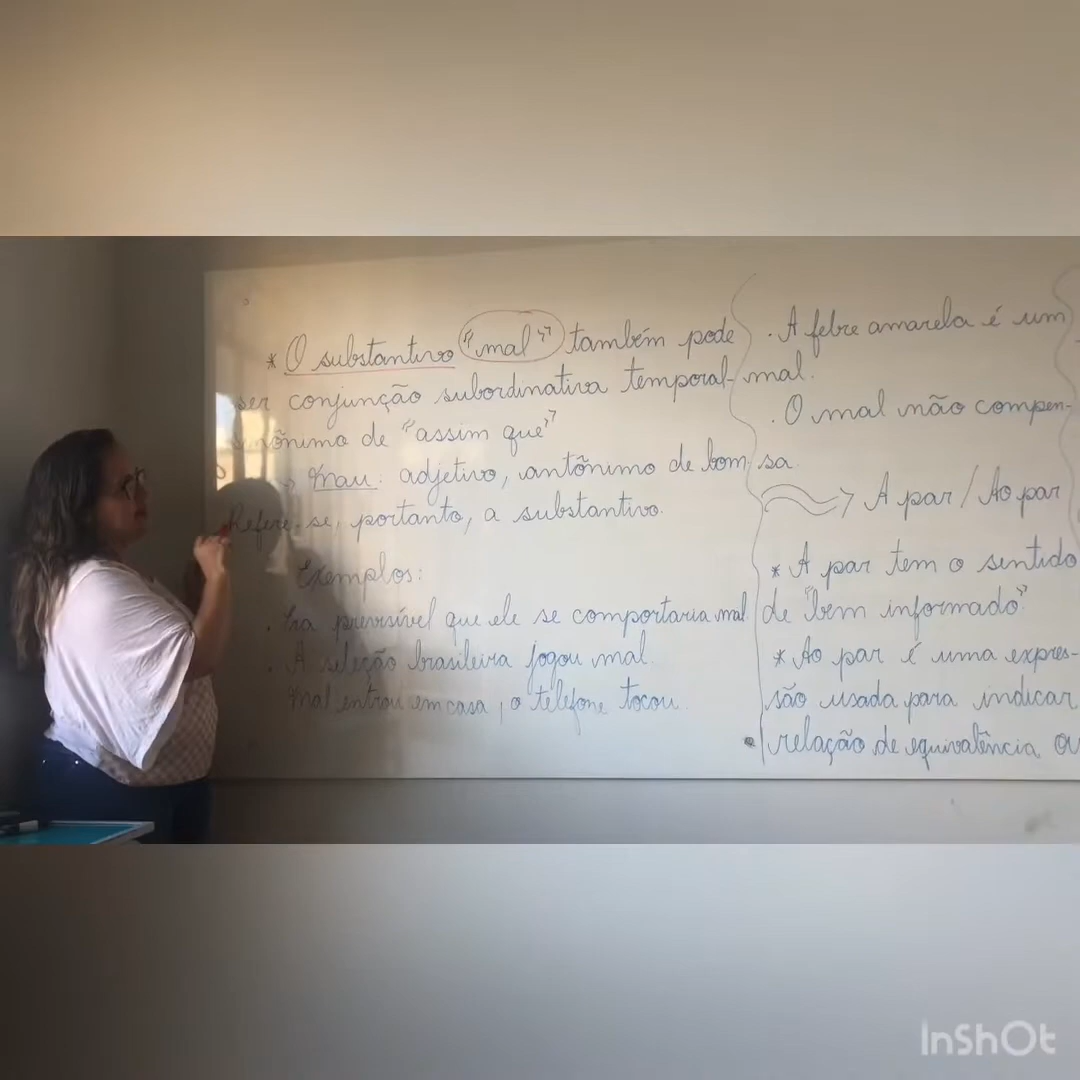 * O substantivo "mal" também pode
ser conjunção subordinativa temporal-
sinônimo de "assim que"
→ Mau: adjetivo, antônimo de bom.
Refere-se, portanto, a substantivo.
Exemplos:
. Era previsível que ele se comportaria mal
. A seleção brasileira jogou mal.
Mal entrou em casa, o telefone tocou.
. A febre amarela é um
mal.
. O mal não compen-
sa.
A par / Ao par
* A par tem o sentido
de "bem informado"
* Ao par é uma expres-
são usada para indicar
relação de equivalência ou
InShOt